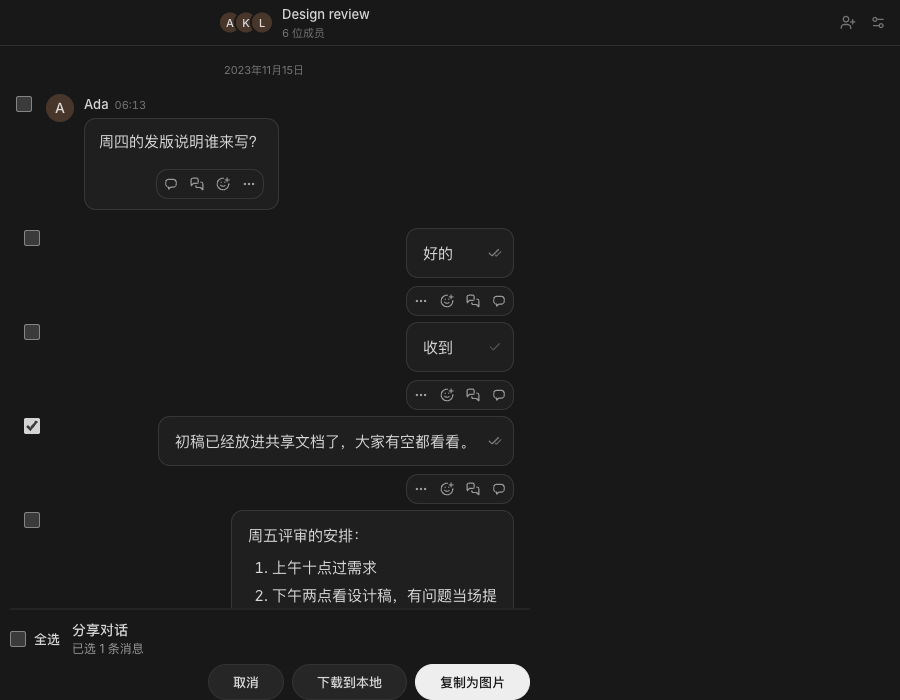 A K L
Design review
6 位成员
2023年11月15日
A
Ada 06:13
周四的发版说明谁来写?
好的
收到
初稿已经放进共享文档了，大家有空都看看。
周五评审的安排：
1. 上午十点过需求
2. 下午两点看设计稿，有问题当场提
全选
分享对话
已选 1 条消息
取消
下载到本地
复制为图片